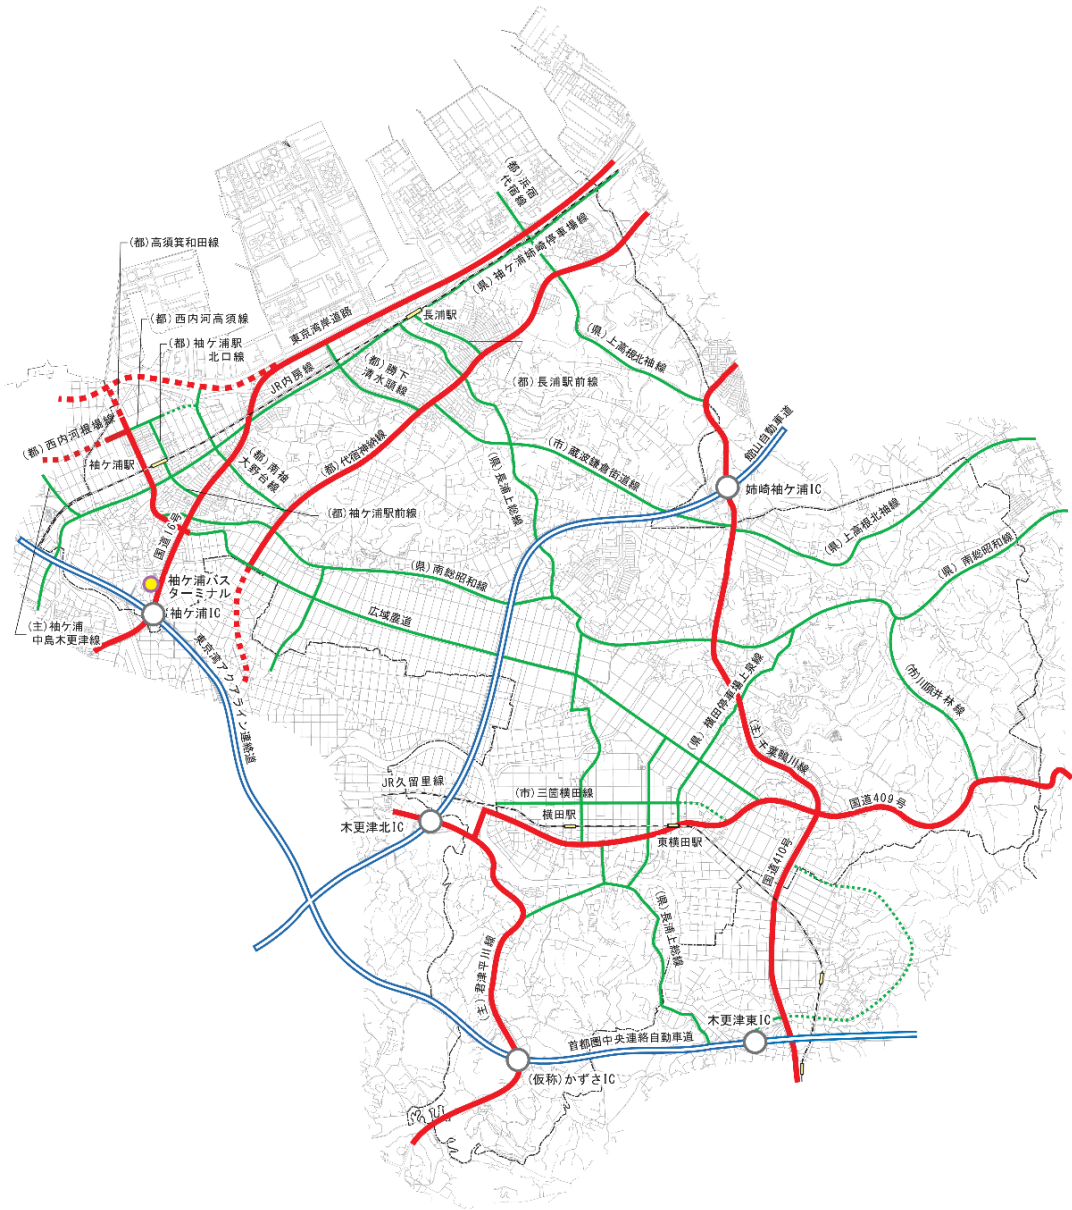 (都)浜宿
代宿線
(県)袖ケ浦姉崎停車場線
(都)高須箕和田線
(都)西内河高須線
(都)袖ケ浦駅
北口線
東京湾岸道路
長浦駅
JR内房線
(都)勝下
清水頭線
(都)長浦駅前線
(県)上高根北袖線
(都)西内河根場線
袖ケ浦駅
(都)南袖
大野台線
(都)代宿神納線
(県)長浦上総線
(市)蔵波鎌倉街道線
館山自動車道
姉崎袖ケ浦IC
(都)袖ケ浦駅前線
国道16号
(県)上高根北袖線
(県)南総昭和線
(県)南総昭和線
袖ケ浦バス
ターミナル
袖ケ浦IC
広域農道
(主)袖ケ浦
中島木更津線
東京湾アクアライン連絡道
(県)横田停車場上泉線
(市)川原井林線
(主)千葉鴨川線
JR久留里線
(市)三箇横田線
横田駅
国道409号
木更津北IC
東横田駅
国道410号
(県)長浦上総線
(主)君津平川線
木更津東IC
首都圏中央連絡自動車道
(仮称)かずさIC